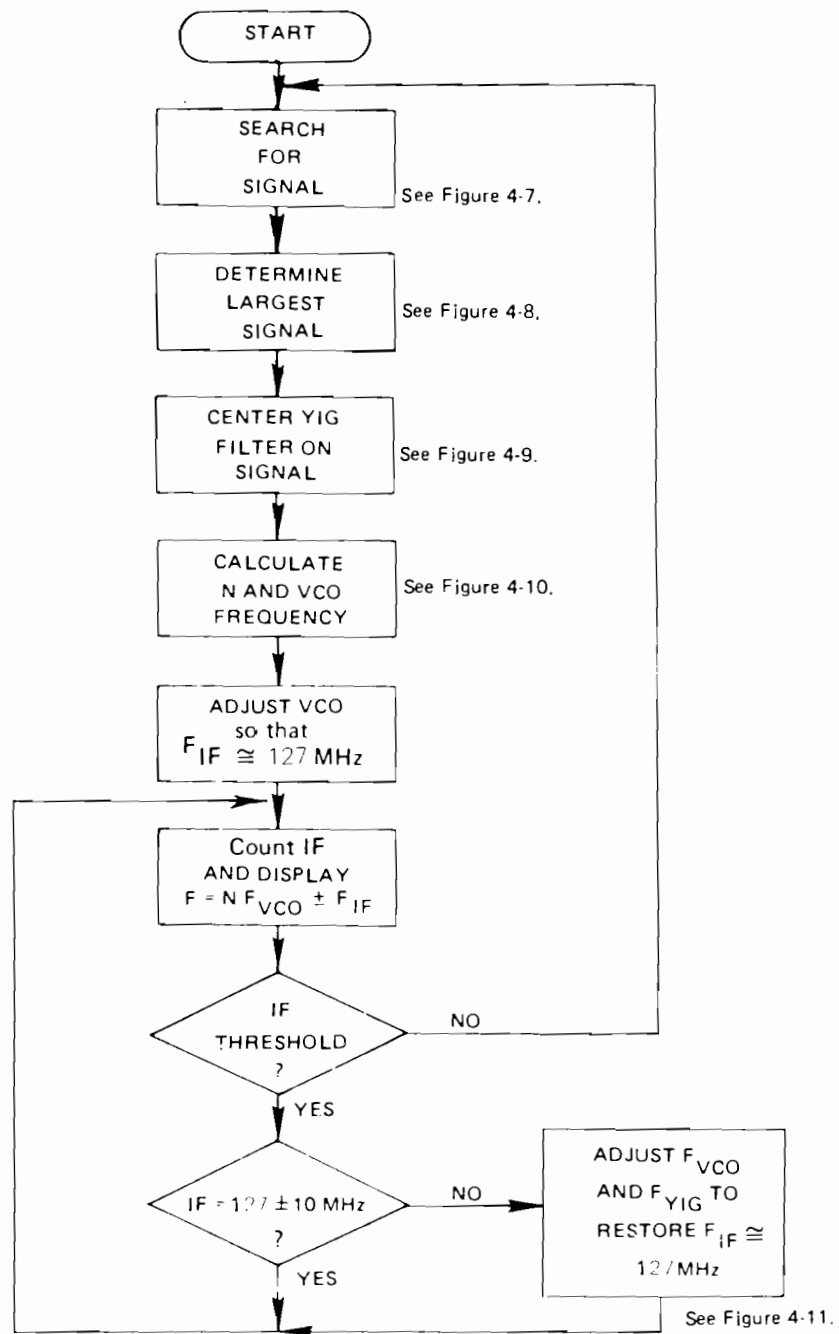 START
SEARCH
FOR
SIGNAL
See Figure 4-7.
DETERMINE
LARGEST
SIGNAL
See Figure 4-8.
CENTER YIG
FILTER ON
SIGNAL
See Figure 4-9.
CALCULATE
N AND VCO
FREQUENCY
See Figure 4-10.
ADJUST VCO
so that
F_IF ≅ 127 MHz
Count IF
AND DISPLAY
F = N F_VCO ± F_IF
IF
THRESHOLD
?
NO
YES
IF = 127 ± 10 MHz
?
NO
YES
ADJUST F_VCO
AND F_YIG TO
RESTORE F_IF ≅
127MHz
See Figure 4-11.